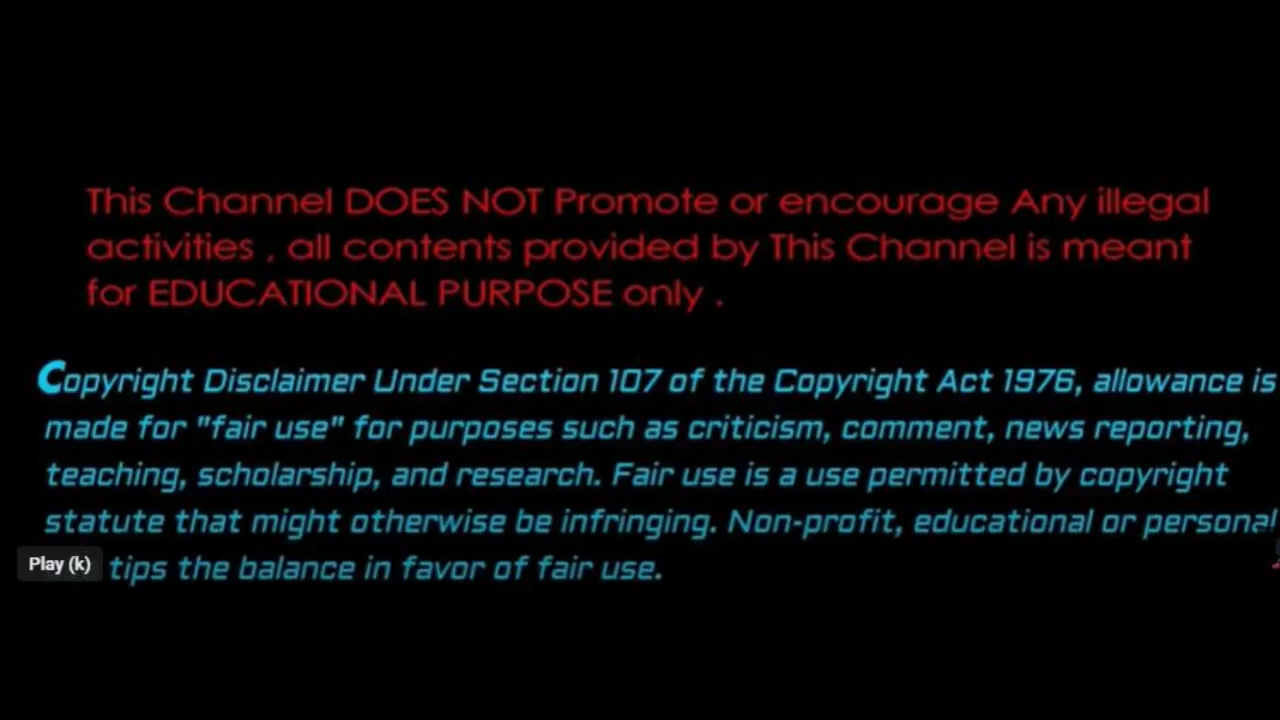 This Channel DOES NOT Promote or encourage Any illegal
activities , all contents provided by This Channel is meant
for EDUCATIONAL PURPOSE only .
Copyright Disclaimer Under Section 107 of the Copyright Act 1976, allowance is
made for "fair use" for purposes such as criticism, comment, news reporting,
teaching, scholarship, and research. Fair use is a use permitted by copyright
statute that might otherwise be infringing. Non-profit, educational or personal
Play (k) tips the balance in favor of fair use.